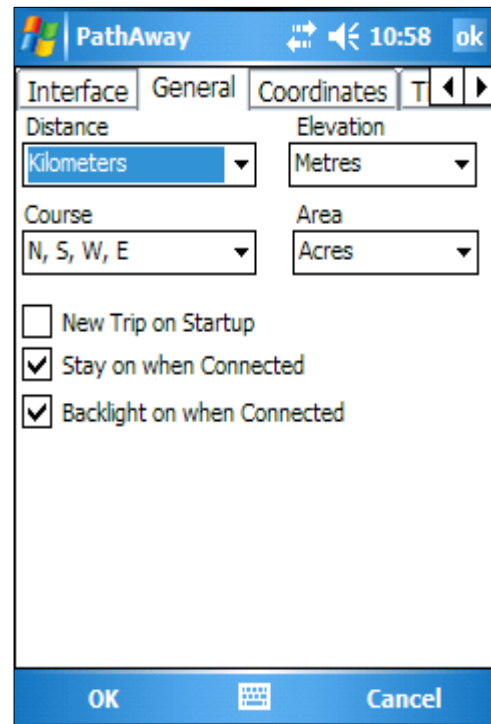 PathAway 10:58 ok
Interface General Coordinates
Distance Elevation
Kilometers Metres
Course Area
N, S, W, E Acres
New Trip on Startup
Stay on when Connected
Backlight on when Connected
OK Cancel